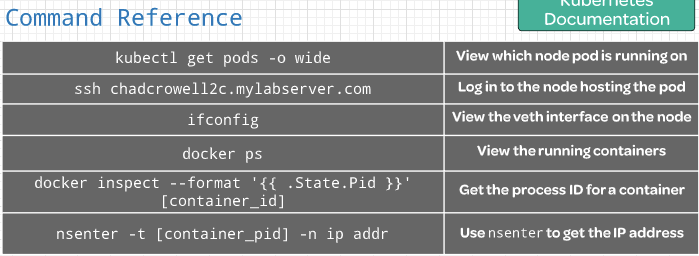 Kubernetes
Documentation
Command Reference
kubectl get pods -o wide
View which node pod is running on
ssh chadcrowell2c.mylabserver.com
Log in to the node hosting the pod
ifconfig
View the veth interface on the node
docker ps
View the running containers
docker inspect --format '{{ .State.Pid }}'
[container_id]
Get the process ID for a container
nsenter -t [container_pid] -n ip addr
Use nsenter to get the IP address